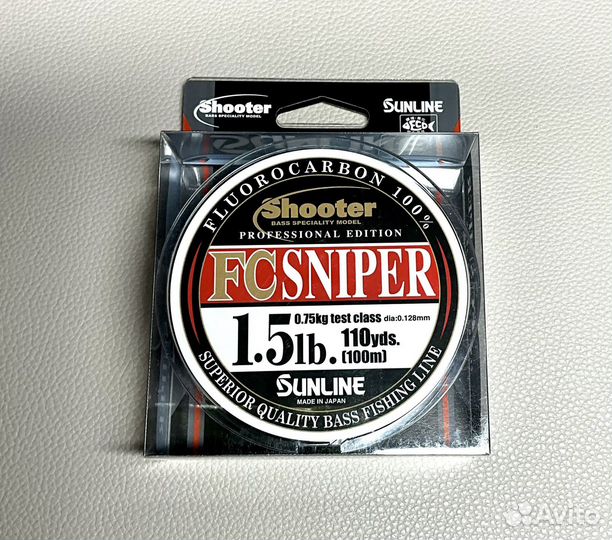 Shooter
BASS SPECIALITY MODEL
SUNLINE
ECO
FLUOROCARBON 100%
Shooter
BASS SPECIALITY MODEL
PROFESSIONAL EDITION
FC SNIPER
0.75kg test class dia:0.128mm
1.5lb. 110yds.
(100m)
SUNLINE
MADE IN JAPAN
SUPERIOR QUALITY BASS FISHING LINE
Avito